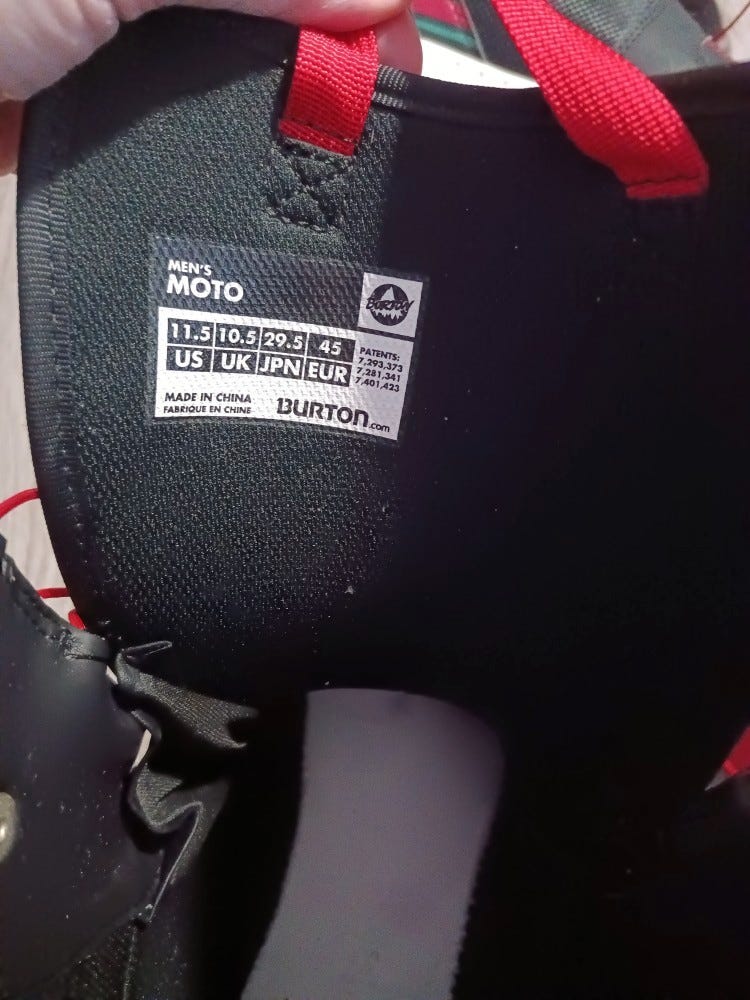 MEN'S
MOTO
BURTON
11.5 10.5 29.5 45
US UK JPN EUR
PATENTS:
7,293,373
7,281,341
7,401,423
MADE IN CHINA
FABRIQUE EN CHINE
BURTON.com